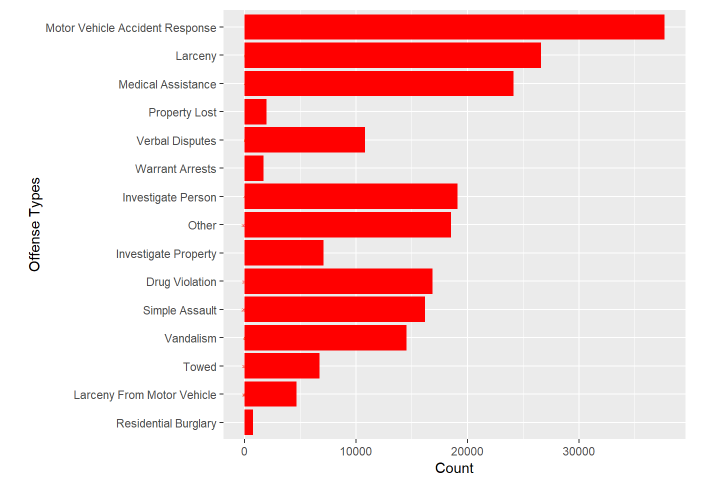 Motor Vehicle Accident Response
Larceny
Medical Assistance
Property Lost
Verbal Disputes
Warrant Arrests
Investigate Person
Other
Investigate Property
Drug Violation
Simple Assault
Vandalism
Towed
Larceny From Motor Vehicle
Residential Burglary
Offense Types
0 10000 20000 30000
Count